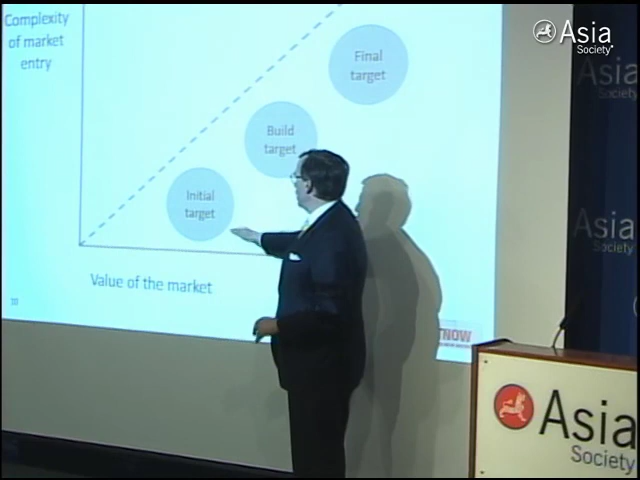 Complexity
of market
entry
Final
target
Build
target
Initial
target
Value of the market
10
Asia
Society
Asia
Society
Asia
Society
Asia
Society